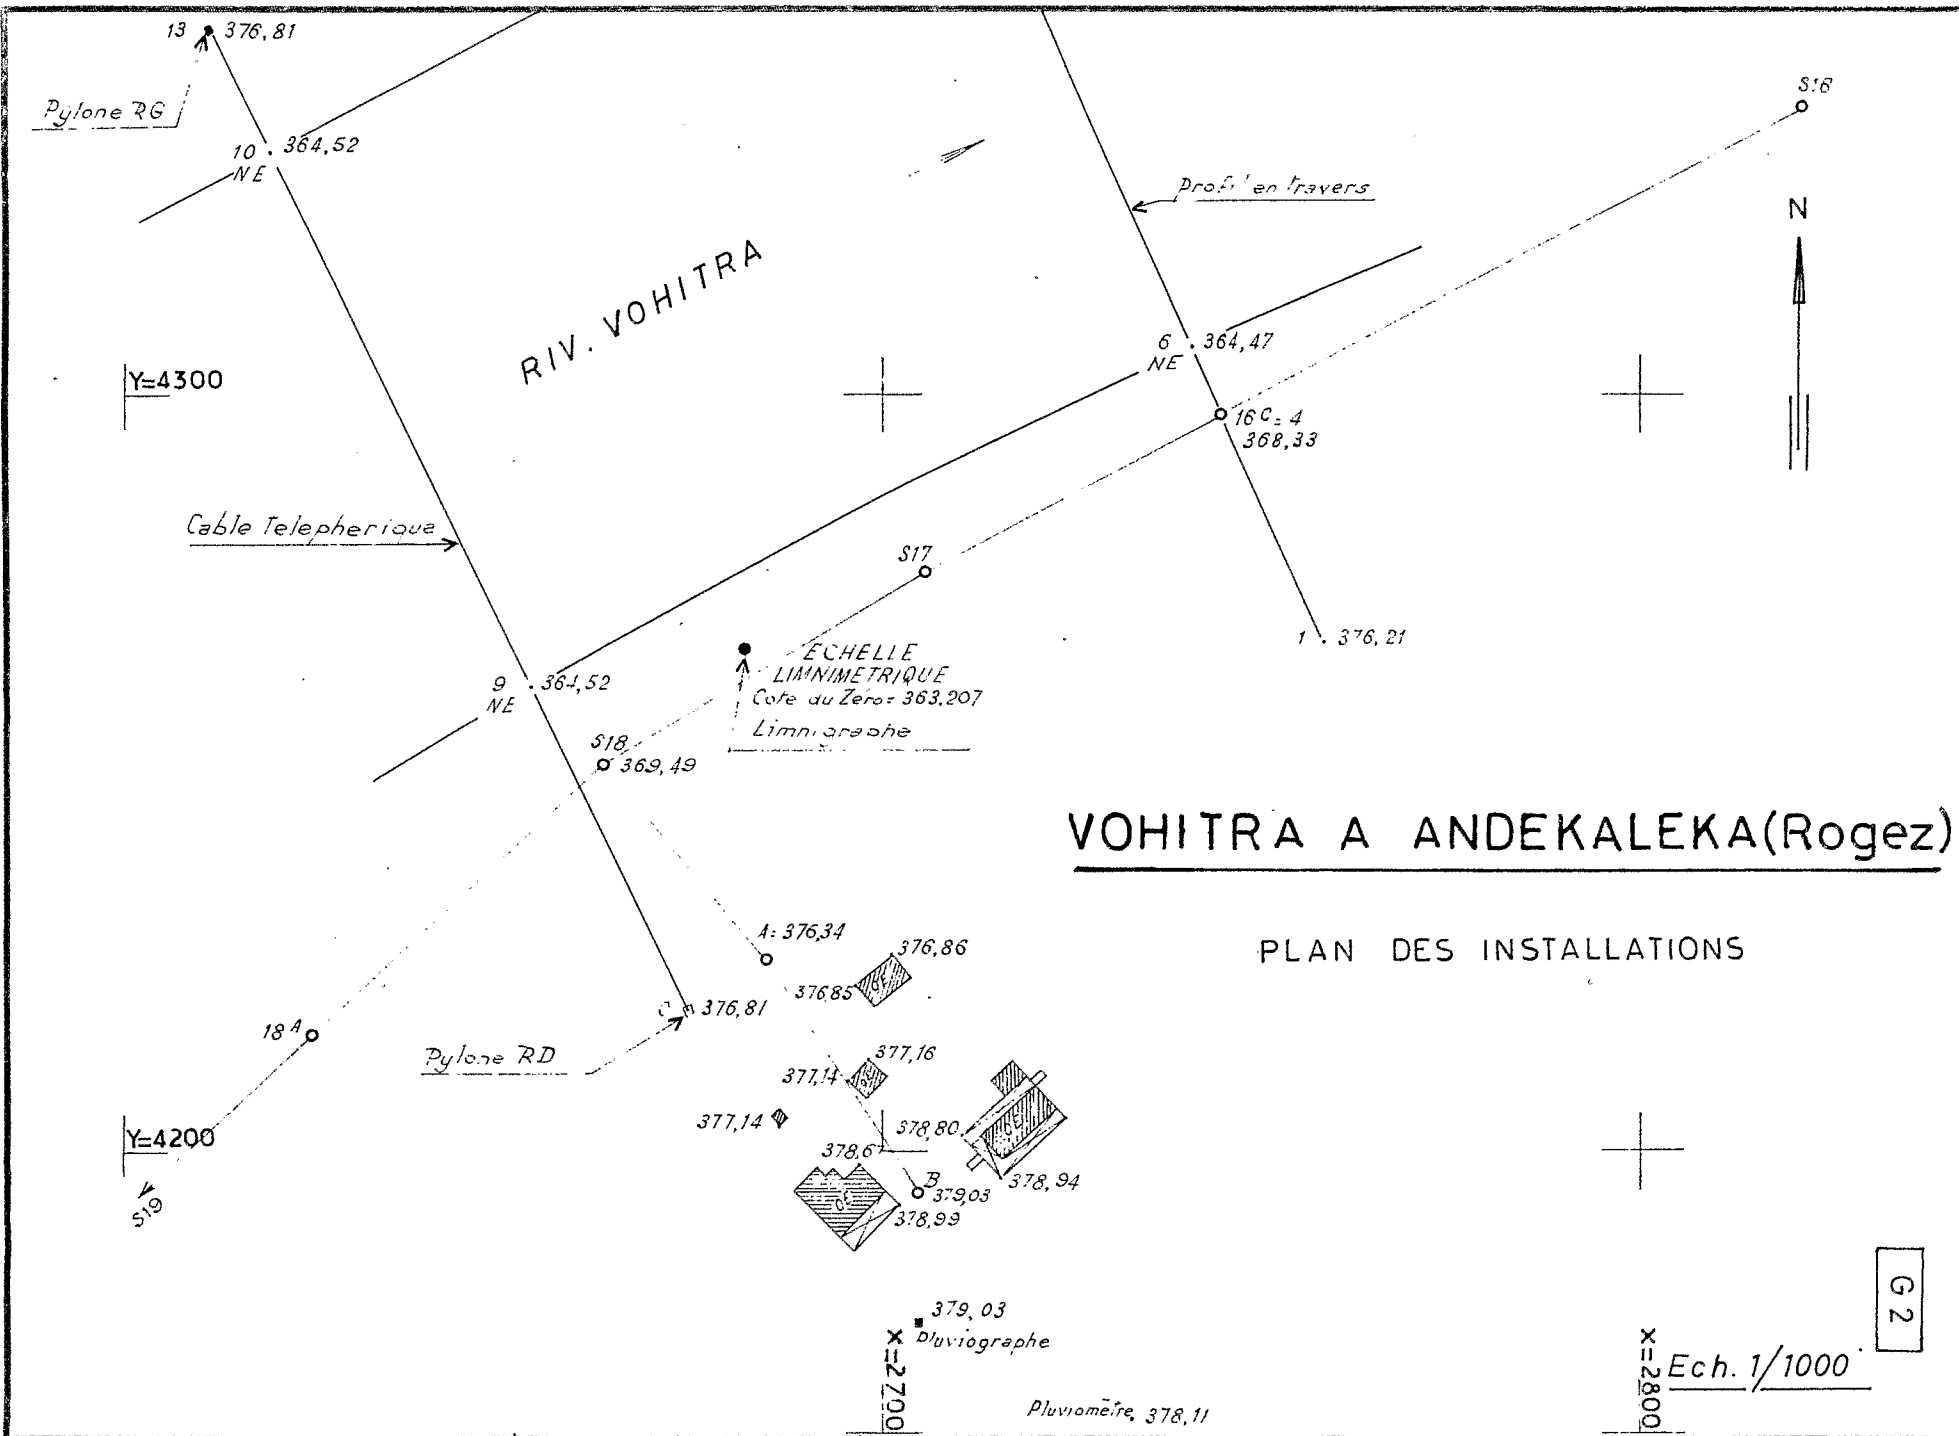 13 376,81
S16
Pylone RG
10 364,52
NE
Profil en travers
N
RIV. VOHITRA
6 364,47
NE
Y=4300
16C=4
368,33
Cable Telepherique
S17
1 376,21
ECHELLE
LIMNIMETRIQUE
Cote du Zéro= 363,207
Limnigraphe
9 364,52
NE
S18
369,49
VOHITRA A ANDEKALEKA(Rogez)
PLAN DES INSTALLATIONS
A= 376,34
376,86
376,85
376,81
18A
Pylone RD
377,16
377,14
377,14
Y=4200
378,80
378,6
B
379,03
378,94
378,99
S19
G2
379,03
Pluviographe
X=2700
X=2800
Ech. 1/1000
Pluviomètre, 378,11